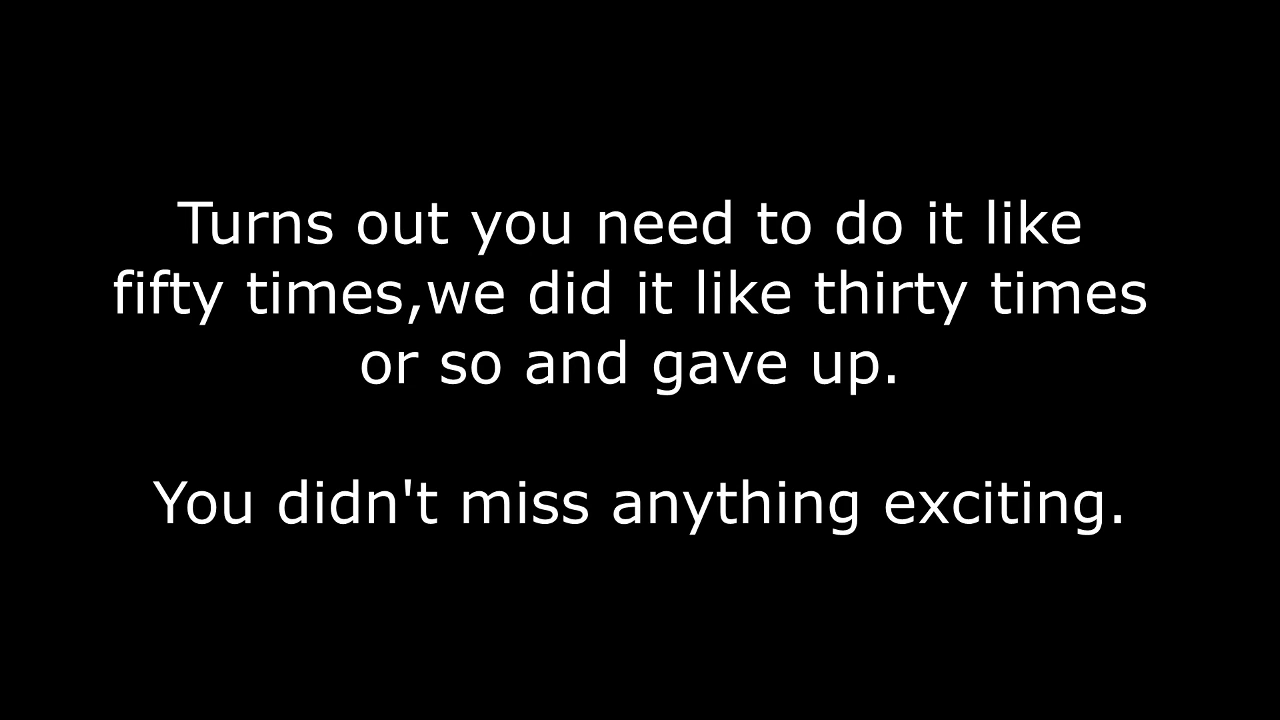 Turns out you need to do it like
fifty times,we did it like thirty times
or so and gave up.
You didn't miss anything exciting.